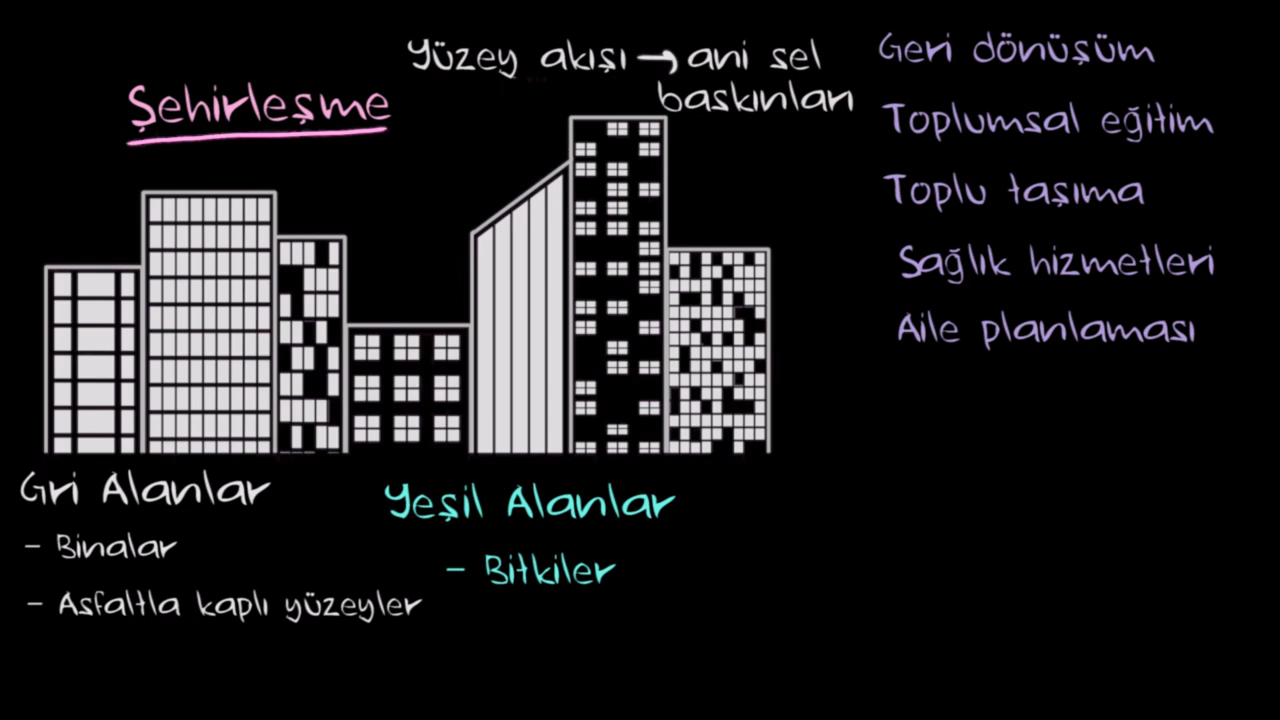 Şehirleşme
Yüzey akışı → ani sel
baskınları
Geri dönüşüm
Toplumsal eğitim
Toplu taşıma
Sağlık hizmetleri
Aile planlaması
Gri Alanlar
- Binalar
- Asfaltla kaplı yüzeyler
Yeşil Alanlar
- Bitkiler